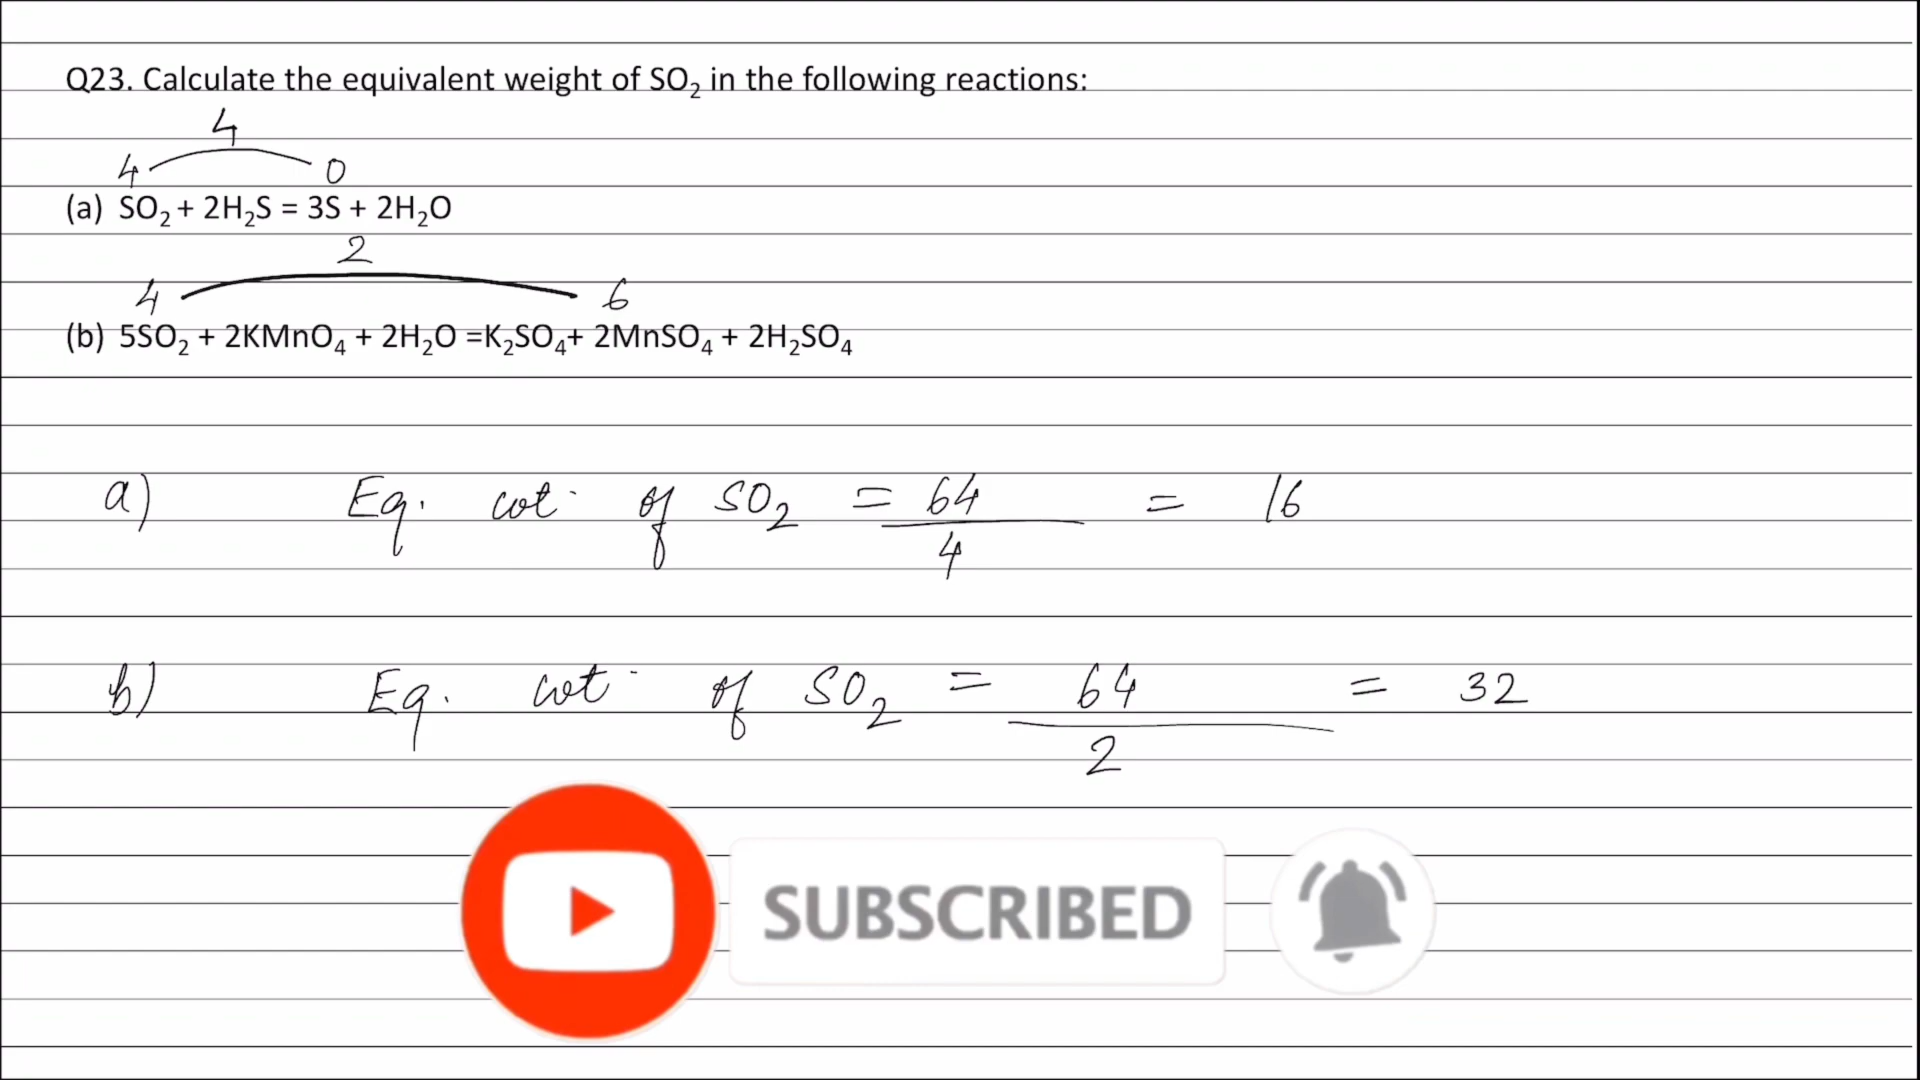 Q23. Calculate the equivalent weight of SO₂ in the following reactions:
4
4 0
(a) SO₂ + 2H₂S = 3S + 2H₂O
2
4 6
(b) 5SO₂ + 2KMnO₄ + 2H₂O =K₂SO₄+ 2MnSO₄ + 2H₂SO₄
a) Eq. wt. of SO₂ = 64 = 16
4
b) Eq. wt. of SO₂ = 64 = 32
2
SUBSCRIBED